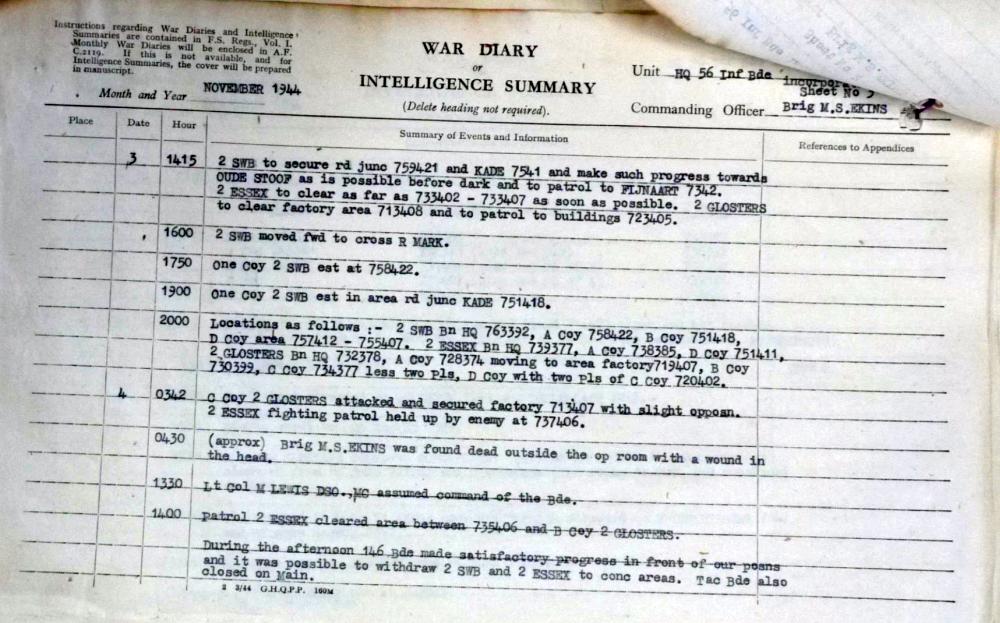 Instructions regarding War Diaries and Intelligence
Summaries are contained in F.S. Regs., Vol. I.
Monthly War Diaries will be enclosed in A.F.
C.2119. If this is not available, and for
Intelligence Summaries, the cover will be prepared
in manuscript.
Month and Year NOVEMBER 1944
WAR DIARY
or
INTELLIGENCE SUMMARY
(Delete heading not required).
Unit HQ 56 Inf Bde
Sheet No
Commanding Officer Brig M.S.EKINS
Place Date Hour Summary of Events and Information References to Appendices
3 1415 2 SWB to secure rd junc 759421 and KADE 7541 and make such progress towards
OUDE STOOF as is possible before dark and to patrol to FIJNAART 7342.
2 ESSEX to clear as far as 733402 - 733407 as soon as possible. 2 GLOSTERS
to clear factory area 713408 and to patrol to buildings 723405.
1600 2 SWB moved fwd to cross R MARK.
1750 One Coy 2 SWB est at 758422.
1900 One Coy 2 SWB est in area rd junc KADE 751418.
2000 Locations as follows :- 2 SWB Bn HQ 763392, A Coy 758422, B Coy 751418,
D Coy area 757412 - 755407. 2 ESSEX Bn HQ 739377, A Coy 738385, D Coy 751411,
2 GLOSTERS Bn HQ 732378, A Coy 728374 moving to area factory719407, B Coy
730399, C Coy 734377 less two pls, D Coy with two pls of C Coy 720402.
4 0342 C Coy 2 GLOSTERS attacked and secured factory 713407 with slight opposn.
2 ESSEX fighting patrol held up by enemy at 737406.
0430 (approx) Brig M.S.EKINS was found dead outside the op room with a wound in
the head.
1330 Lt Col M LEWIS DSO.,MC assumed command of the Bde.
1400 Patrol 2 ESSEX cleared area between 735406 and B Coy 2 GLOSTERS.
During the afternoon 146 Bde made satisfactory progress in front of our posns
and it was possible to withdraw 2 SWB and 2 ESSEX to conc areas. Tac Bde also
closed on Main.
2 3/44 G.H.Q.P.P. 160M